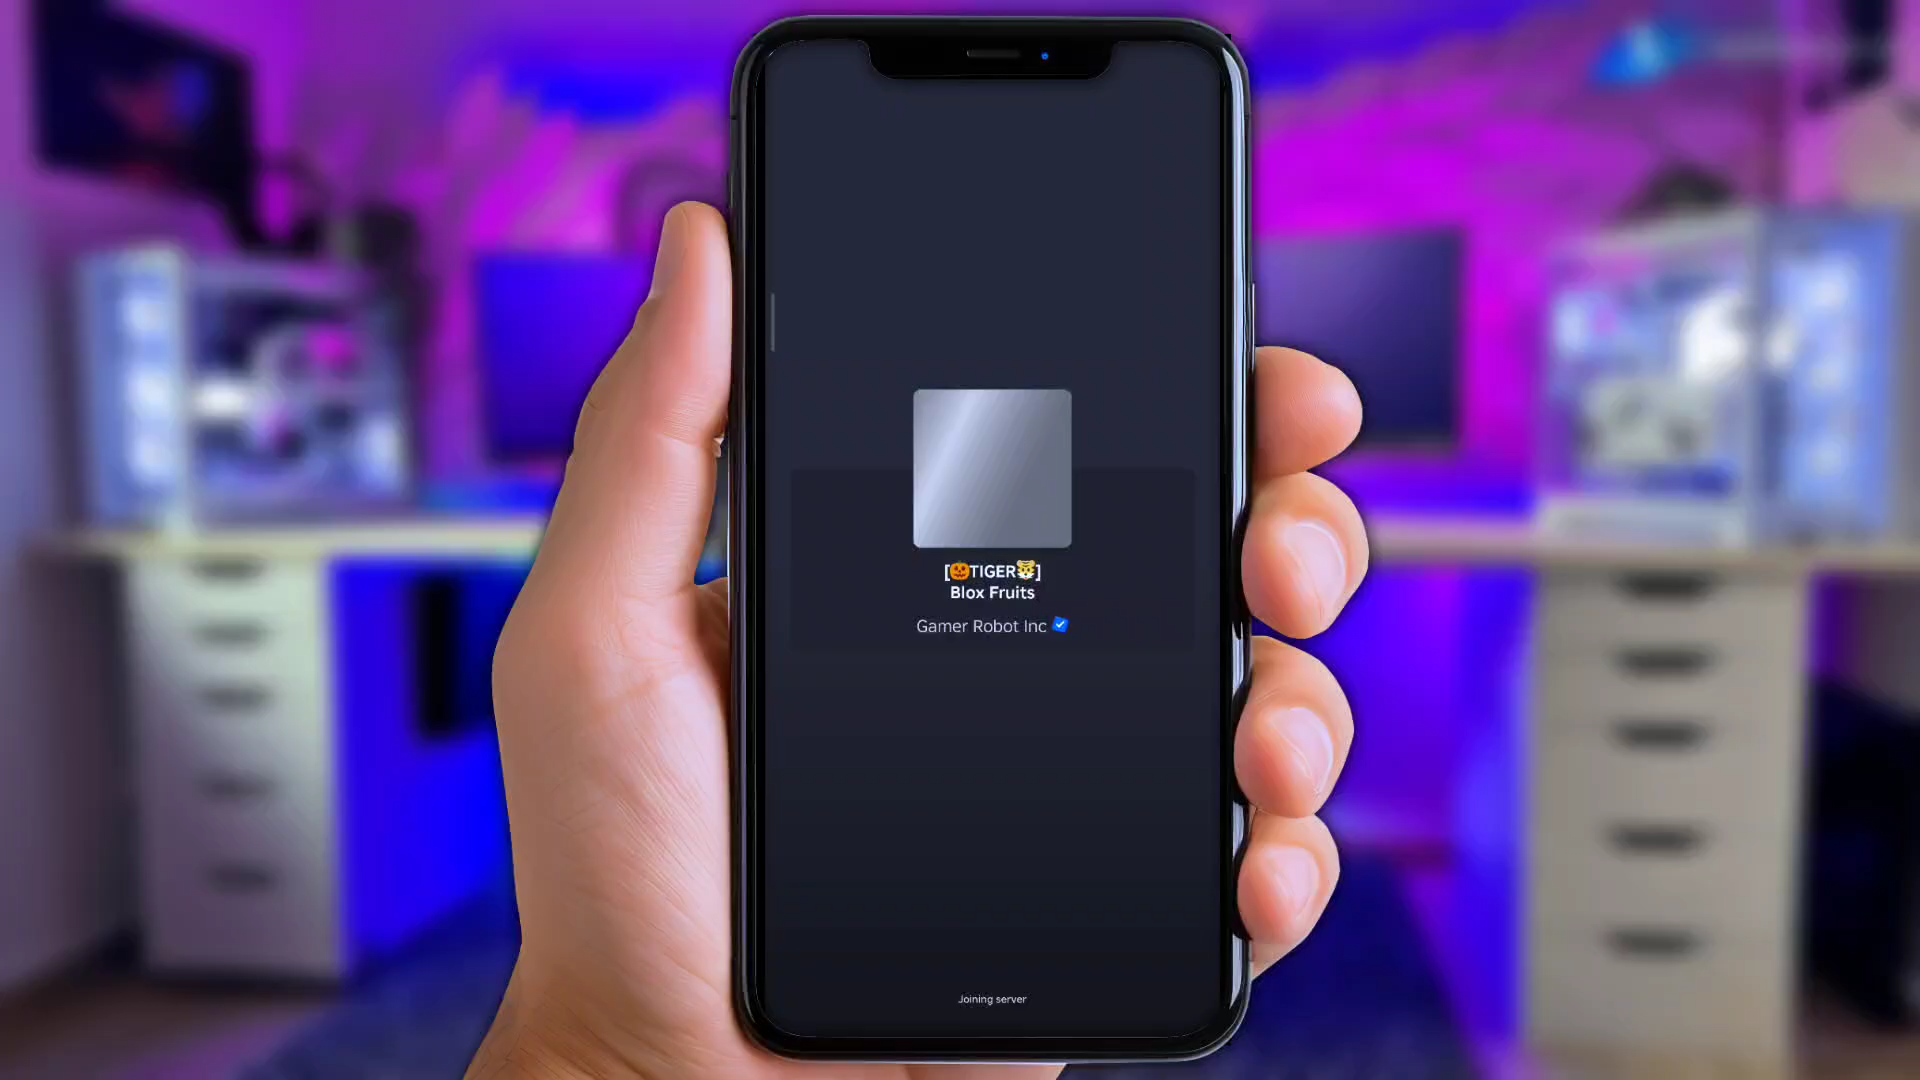 [🎃TIGER🐯]
Blox Fruits
Gamer Robot Inc
Joining server